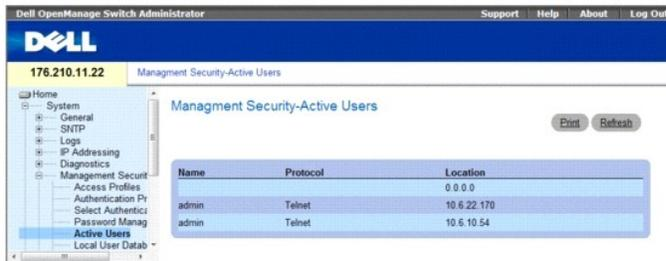 Dell OpenManage Switch Administrator Support Help About Log Out
DELL
176.210.11.22 Managment Security-Active Users
Home
System
General
SNTP
Logs
IP Addressing
Diagnostics
Management Securit
Access Profiles
Authentication Pr
Select Authentica
Password Manag
Active Users
Local User Datab
Managment Security-Active Users
Print Refresh
Name Protocol Location
0.0.0.0
admin Telnet 10.6.22.170
admin Telnet 10.6.10.54